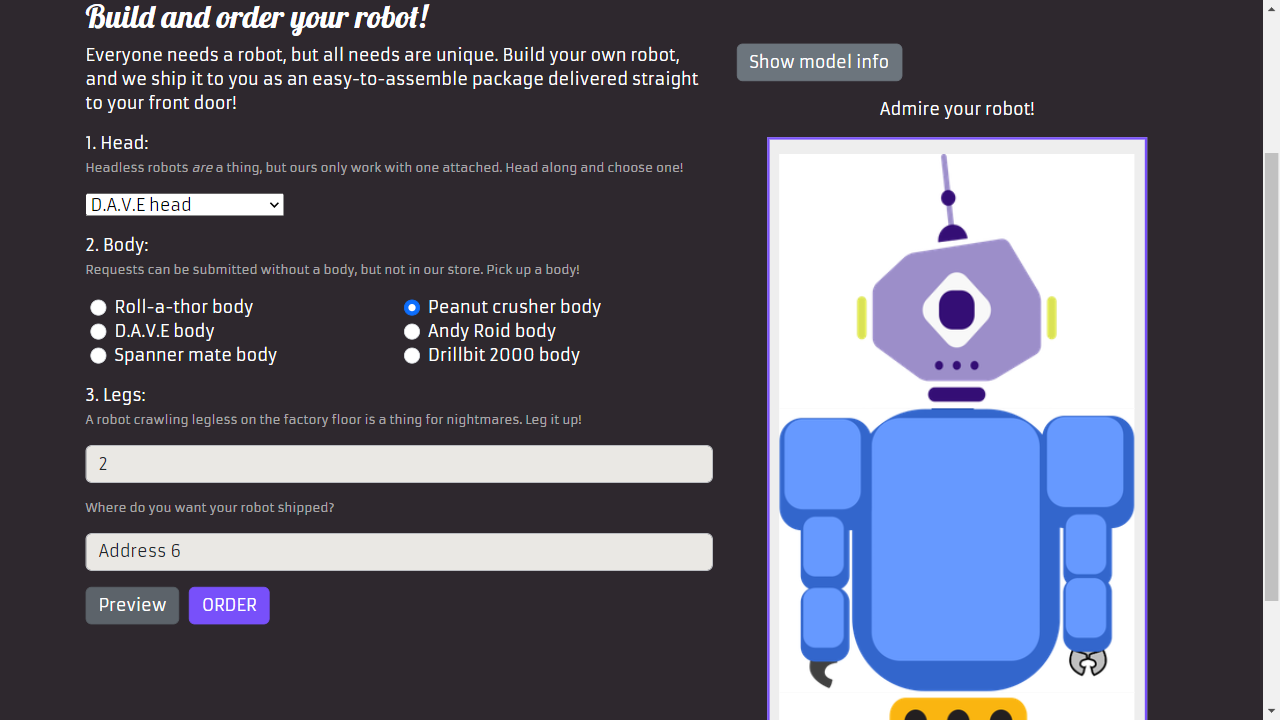 Build and order your robot!
Everyone needs a robot, but all needs are unique. Build your own robot,
and we ship it to you as an easy-to-assemble package delivered straight
to your front door!
1. Head:
Headless robots are a thing, but ours only work with one attached. Head along and choose one!
D.A.V.E head
2. Body:
Requests can be submitted without a body, but not in our store. Pick up a body!
Roll-a-thor body
Peanut crusher body
D.A.V.E body
Andy Roid body
Spanner mate body
Drillbit 2000 body
3. Legs:
A robot crawling legless on the factory floor is a thing for nightmares. Leg it up!
2
Where do you want your robot shipped?
Address 6
Preview
ORDER
Show model info
Admire your robot!